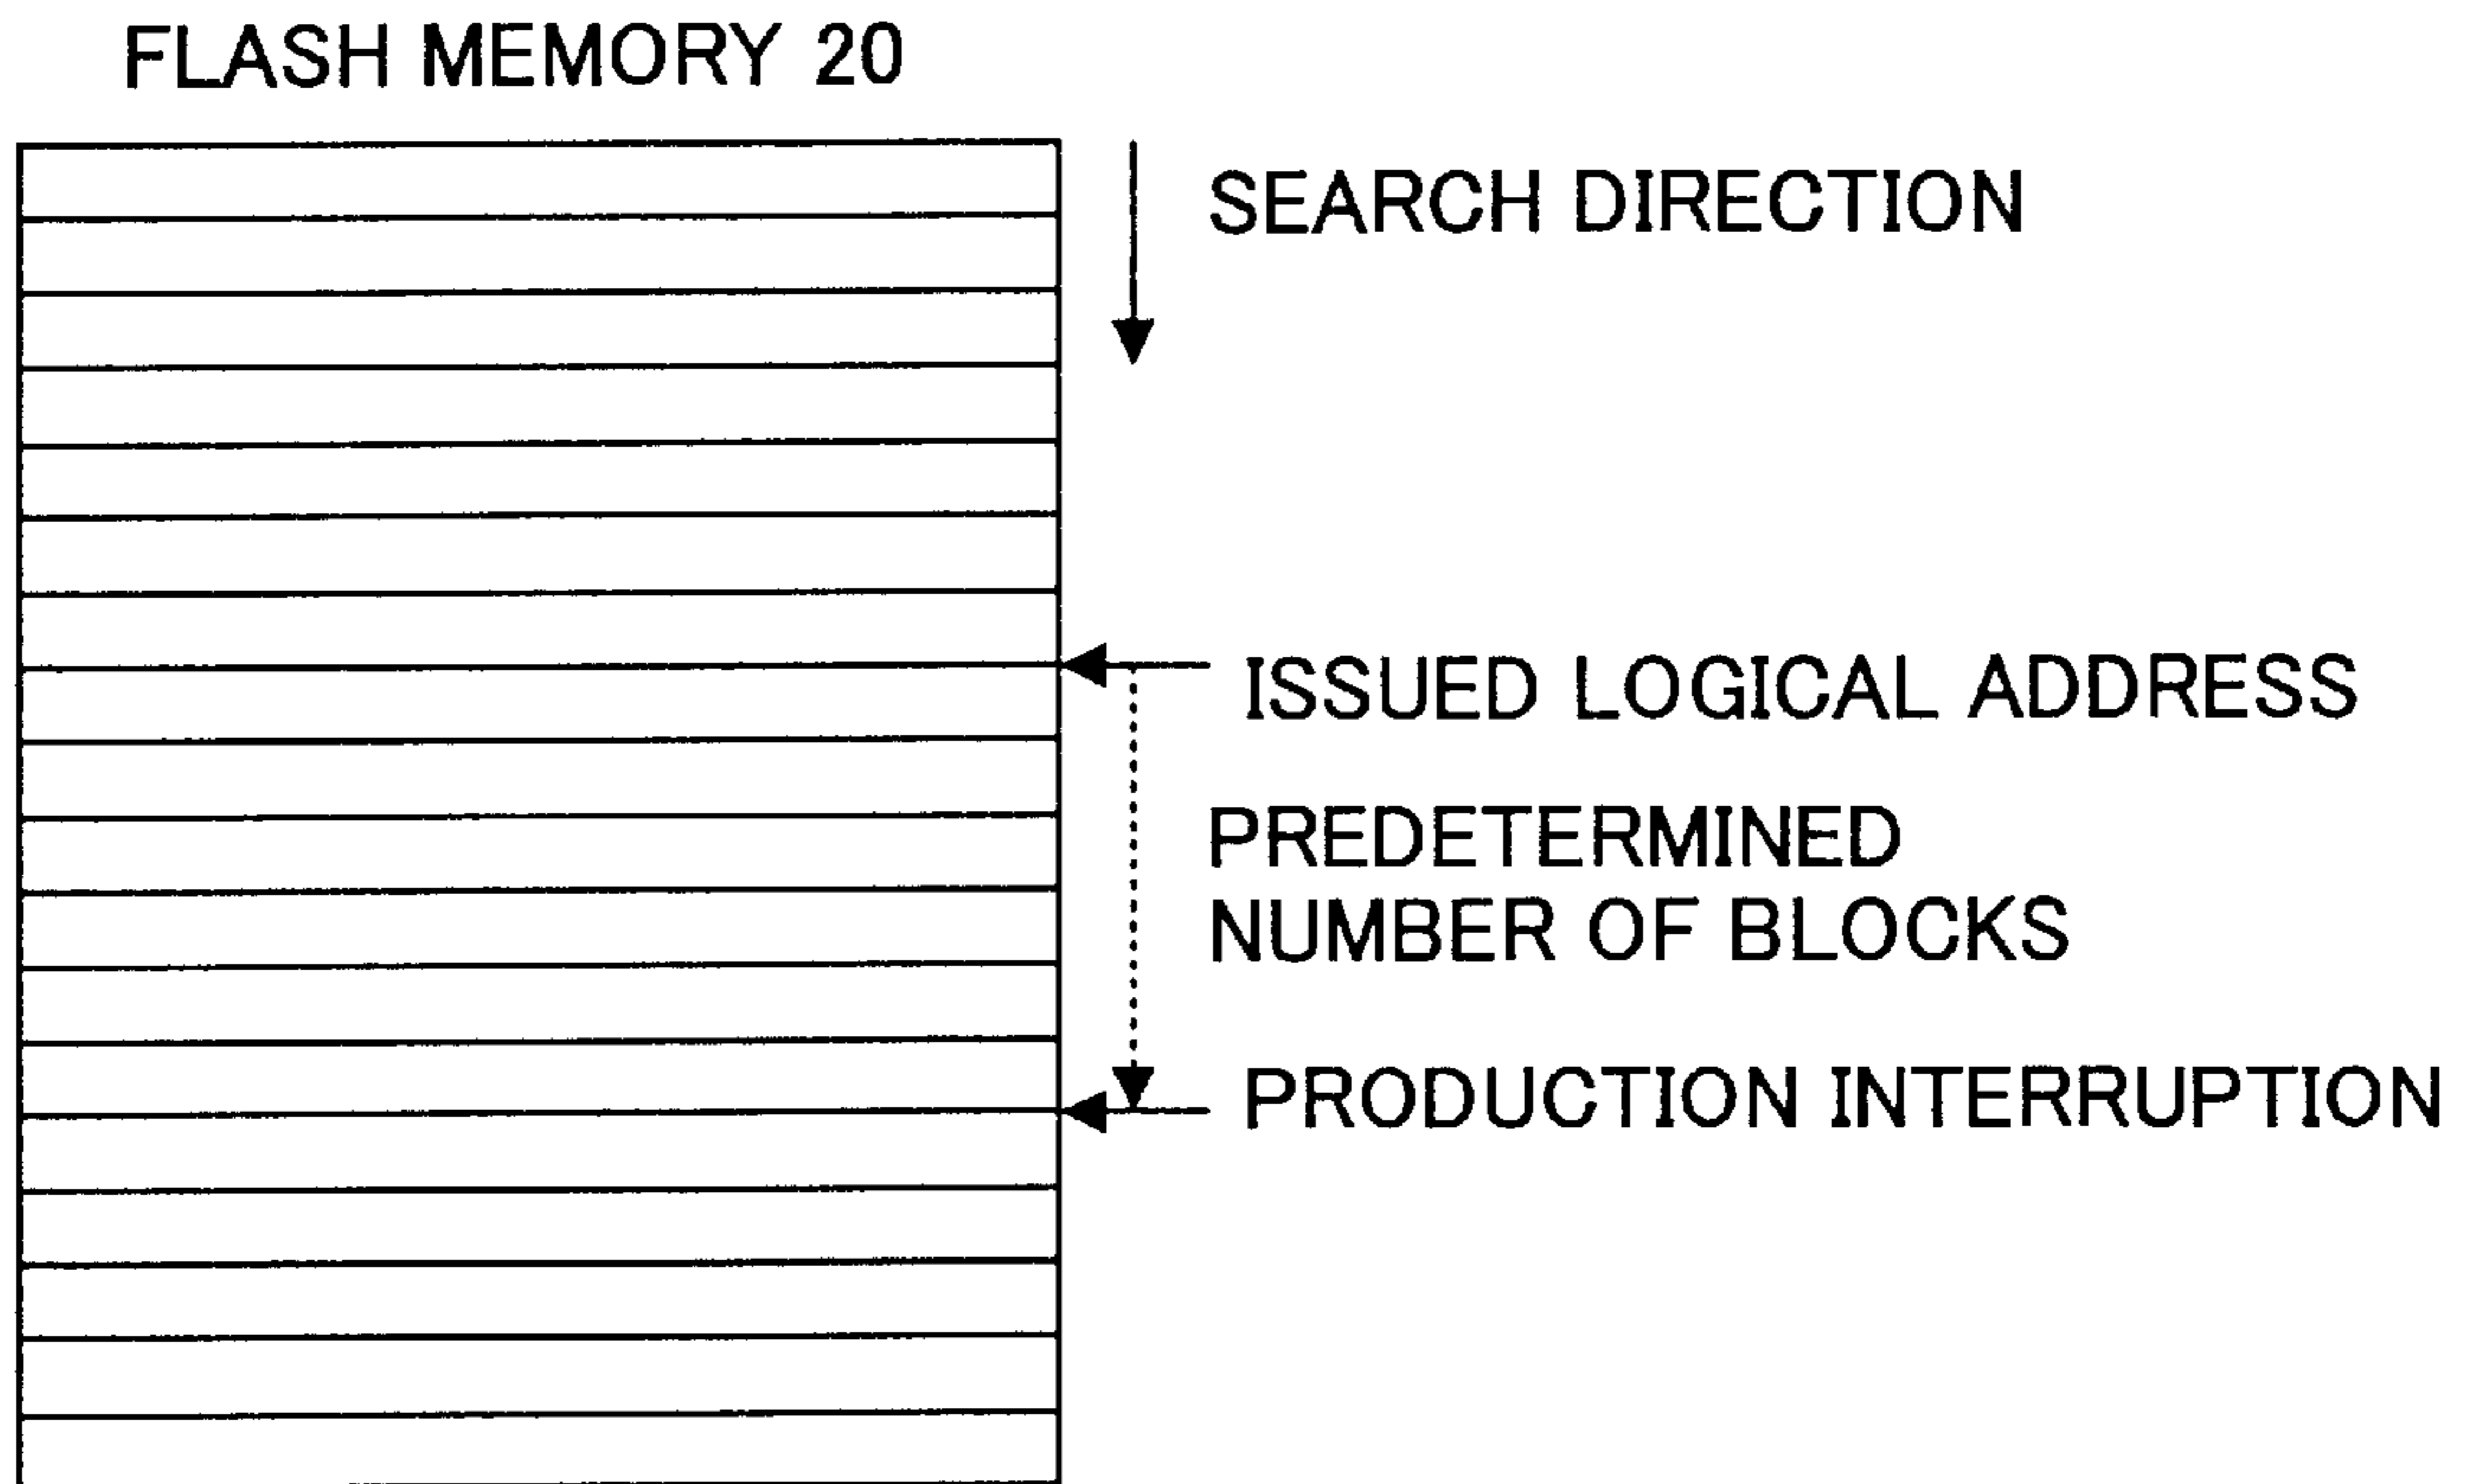 FLASH MEMORY 20
SEARCH DIRECTION
ISSUED LOGICAL ADDRESS
PREDETERMINED
NUMBER OF BLOCKS
PRODUCTION INTERRUPTION